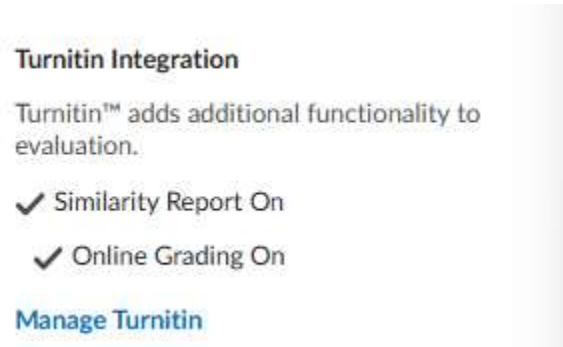 Turnitin Integration
Turnitin™ adds additional functionality to
evaluation.
Similarity Report On
Online Grading On
Manage Turnitin